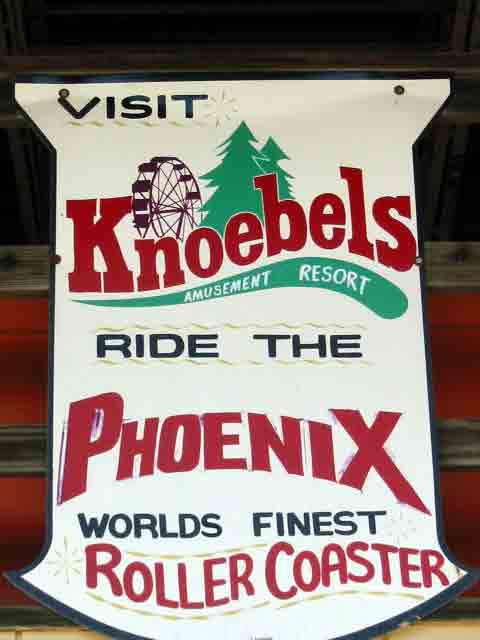 VISIT
Knoebels
AMUSEMENT RESORT
RIDE THE
PHOENIX
WORLDS FINEST
ROLLER COASTER